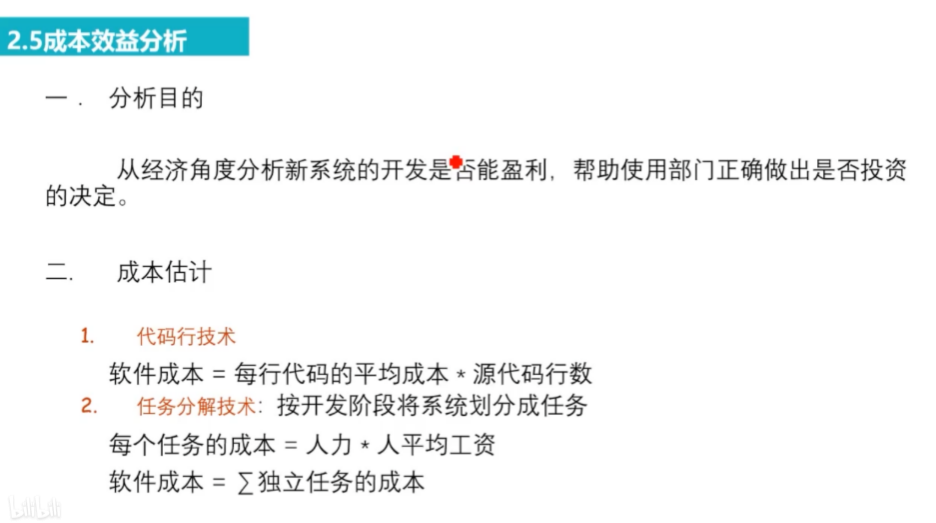 2.5成本效益分析
一． 分析目的
从经济角度分析新系统的开发是否能盈利，帮助使用部门正确做出是否投资
的决定。
二. 成本估计
1. 代码行技术
软件成本 = 每行代码的平均成本 * 源代码行数
2. 任务分解技术：按开发阶段将系统划分成任务
每个任务的成本 = 人力 * 人平均工资
软件成本 = ∑独立任务的成本
bilibili